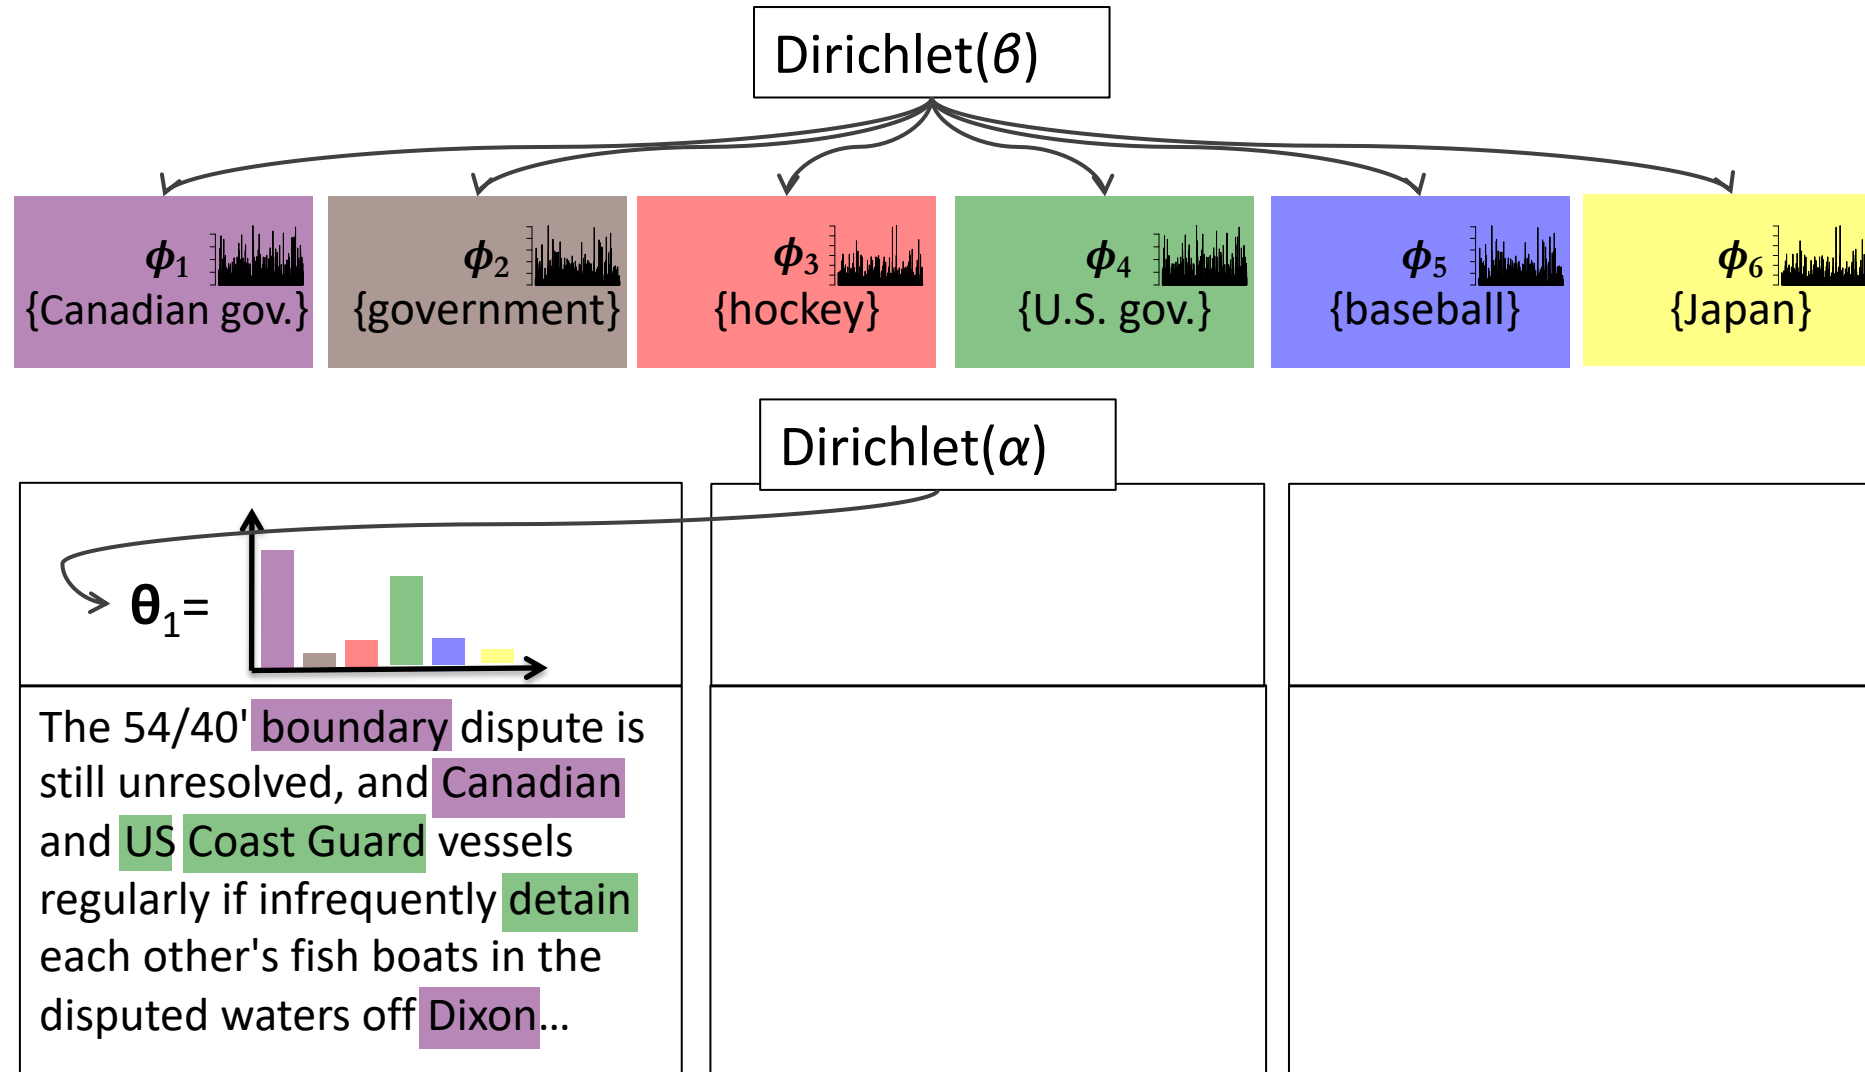 Dirichlet(β)
ϕ1
{Canadian gov.}
ϕ2
{government}
ϕ3
{hockey}
ϕ4
{U.S. gov.}
ϕ5
{baseball}
ϕ6
{Japan}
Dirichlet(α)
θ1=
The 54/40' boundary dispute is
still unresolved, and Canadian
and US Coast Guard vessels
regularly if infrequently detain
each other's fish boats in the
disputed waters off Dixon…